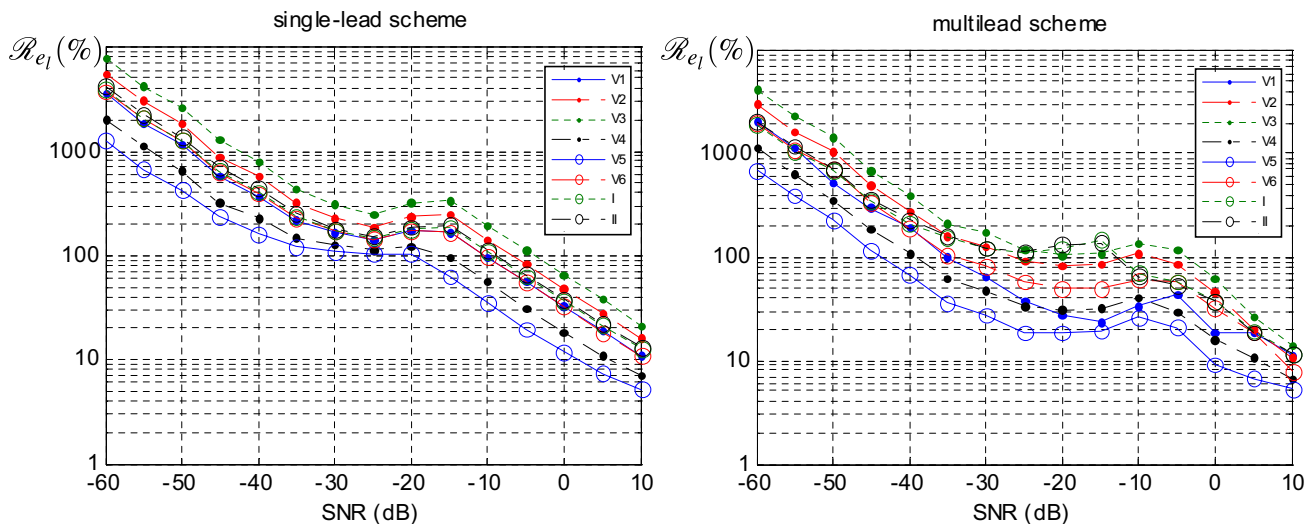 single-lead scheme
ℛₑₗ(%)
1000
100
10
1
-60
-50
-40
-30
-20
-10
0
10
SNR (dB)
V1
V2
V3
V4
V5
V6
I
II
multilead scheme
ℛₑₗ(%)
1000
100
10
1
-60
-50
-40
-30
-20
-10
0
10
SNR (dB)
V1
V2
V3
V4
V5
V6
I
II